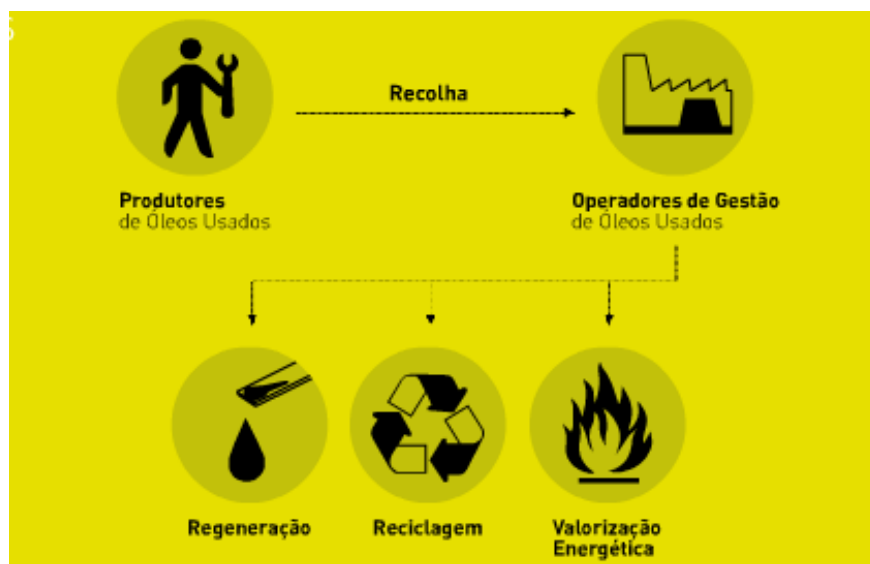 Recolha
Produtores
de Óleos Usados
Operadores de Gestão
de Óleos Usados
Regeneração
Reciclagem
Valorização
Energética